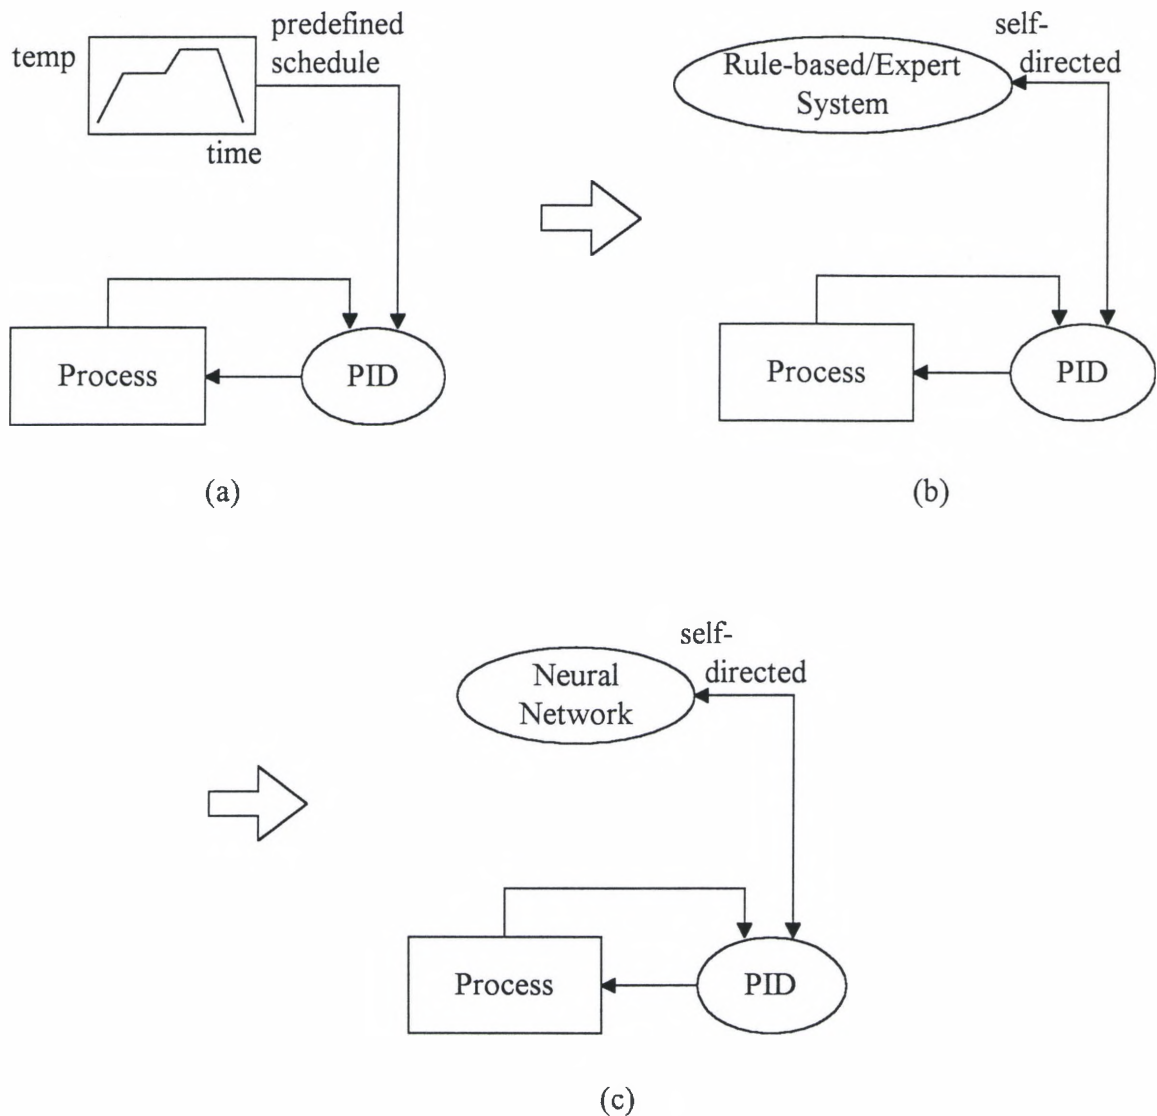 predefined
schedule
temp
time
Process
PID
(a)
self-
directed
Rule-based/Expert
System
Process
PID
(b)
self-
directed
Neural
Network
Process
PID
(c)